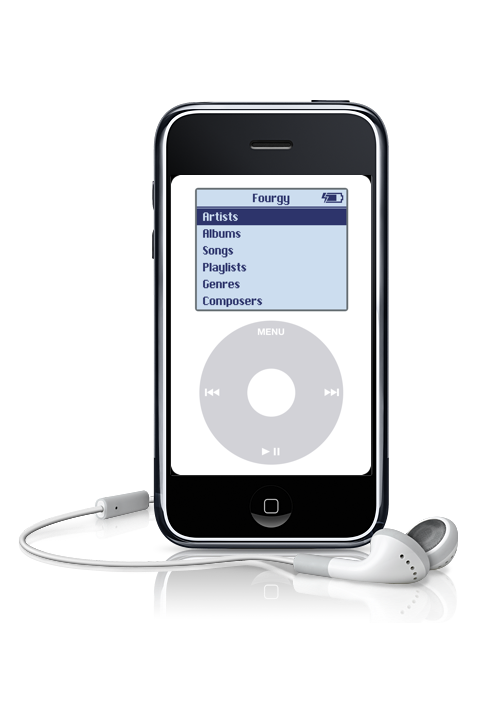 Fourgy
Artists
Albums
Songs
Playlists
Genres
Composers
MENU